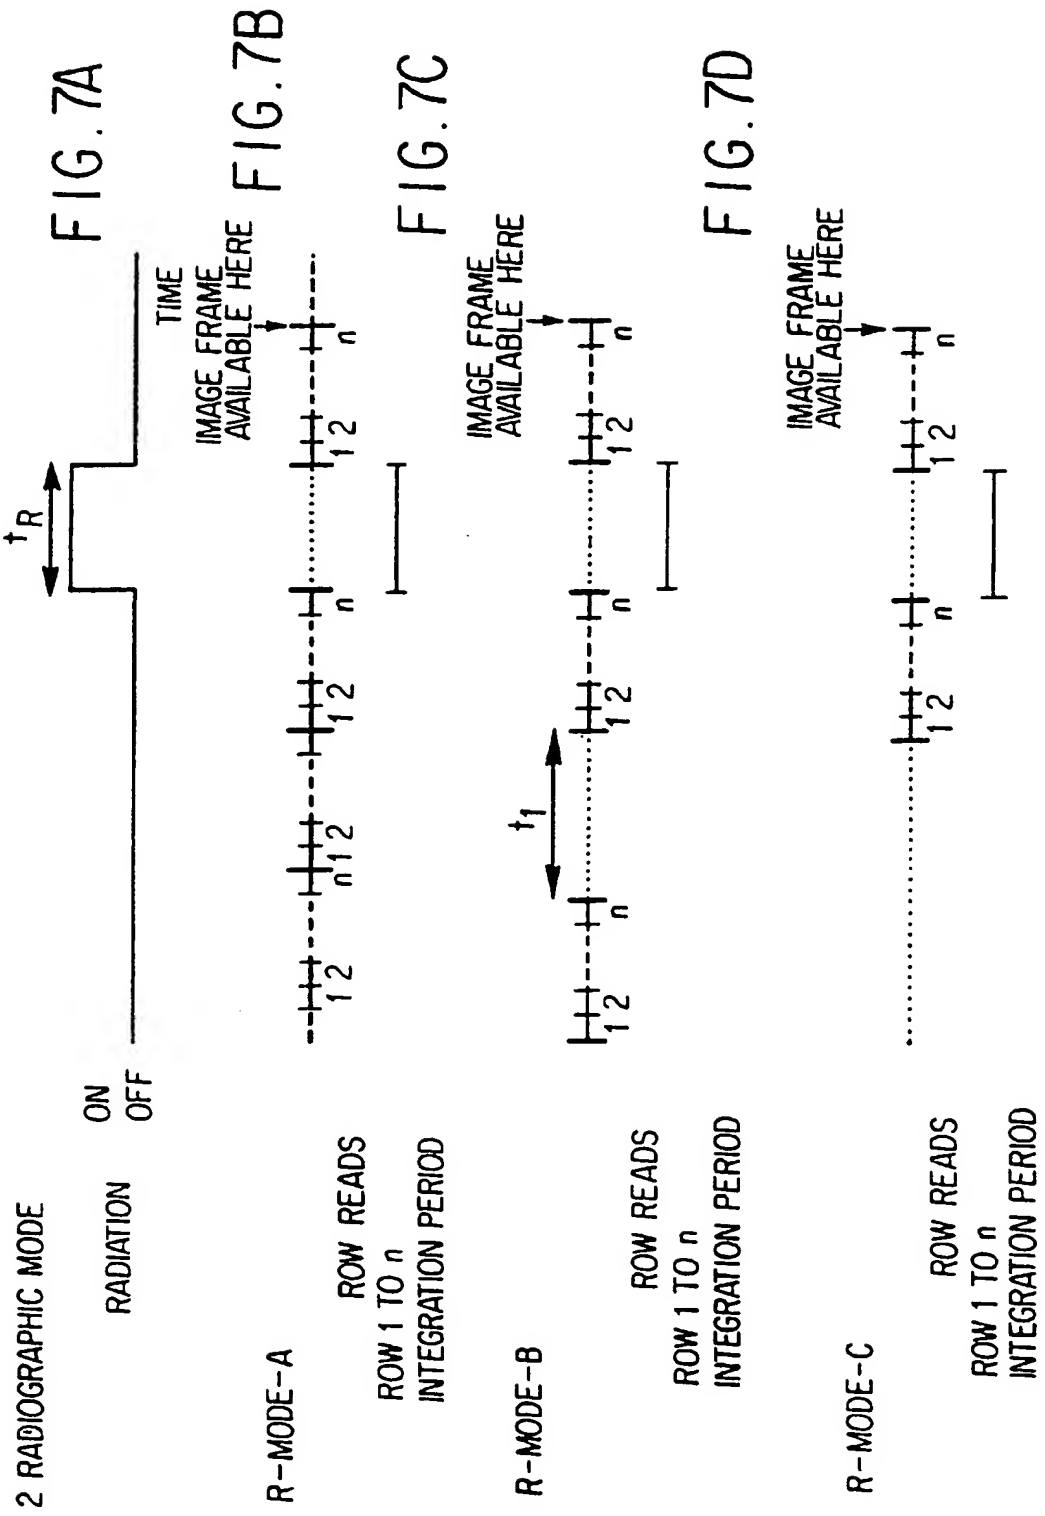 2 RADIOGRAPHIC MODE
FIG. 7A
tR
RADIATION
ON
OFF
TIME
FIG. 7B
IMAGE FRAME
AVAILABLE HERE
R-MODE-A
ROW READS
1 2 n 1 2 1 2 n 1 2 n
ROW 1 TO n
INTEGRATION PERIOD
FIG. 7C
IMAGE FRAME
AVAILABLE HERE
t1
R-MODE-B
ROW READS
1 2 n 1 2 n 1 2 n
ROW 1 TO n
INTEGRATION PERIOD
FIG. 7D
IMAGE FRAME
AVAILABLE HERE
R-MODE-C
ROW READS
1 2 n 1 2 n
ROW 1 TO n
INTEGRATION PERIOD